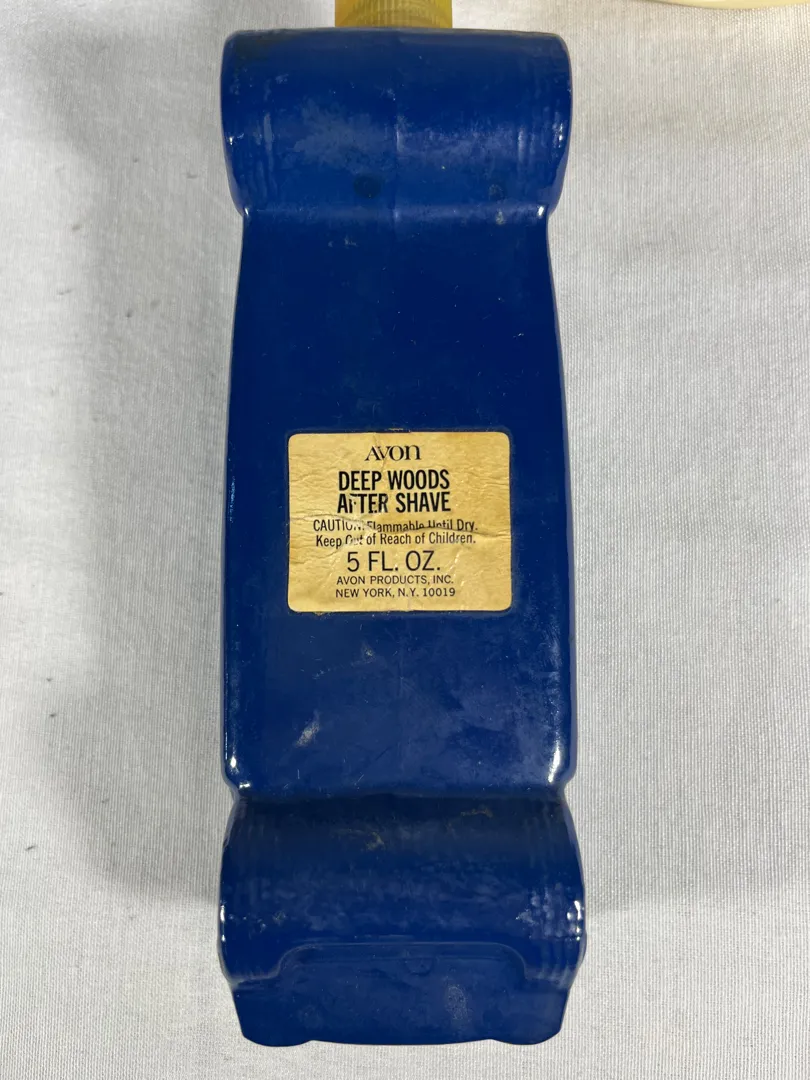 AVON
DEEP WOODS
AFTER SHAVE
CAUTION: Flammable Until Dry.
Keep Out of Reach of Children.
5 FL. OZ.
AVON PRODUCTS, INC.
NEW YORK, N.Y. 10019